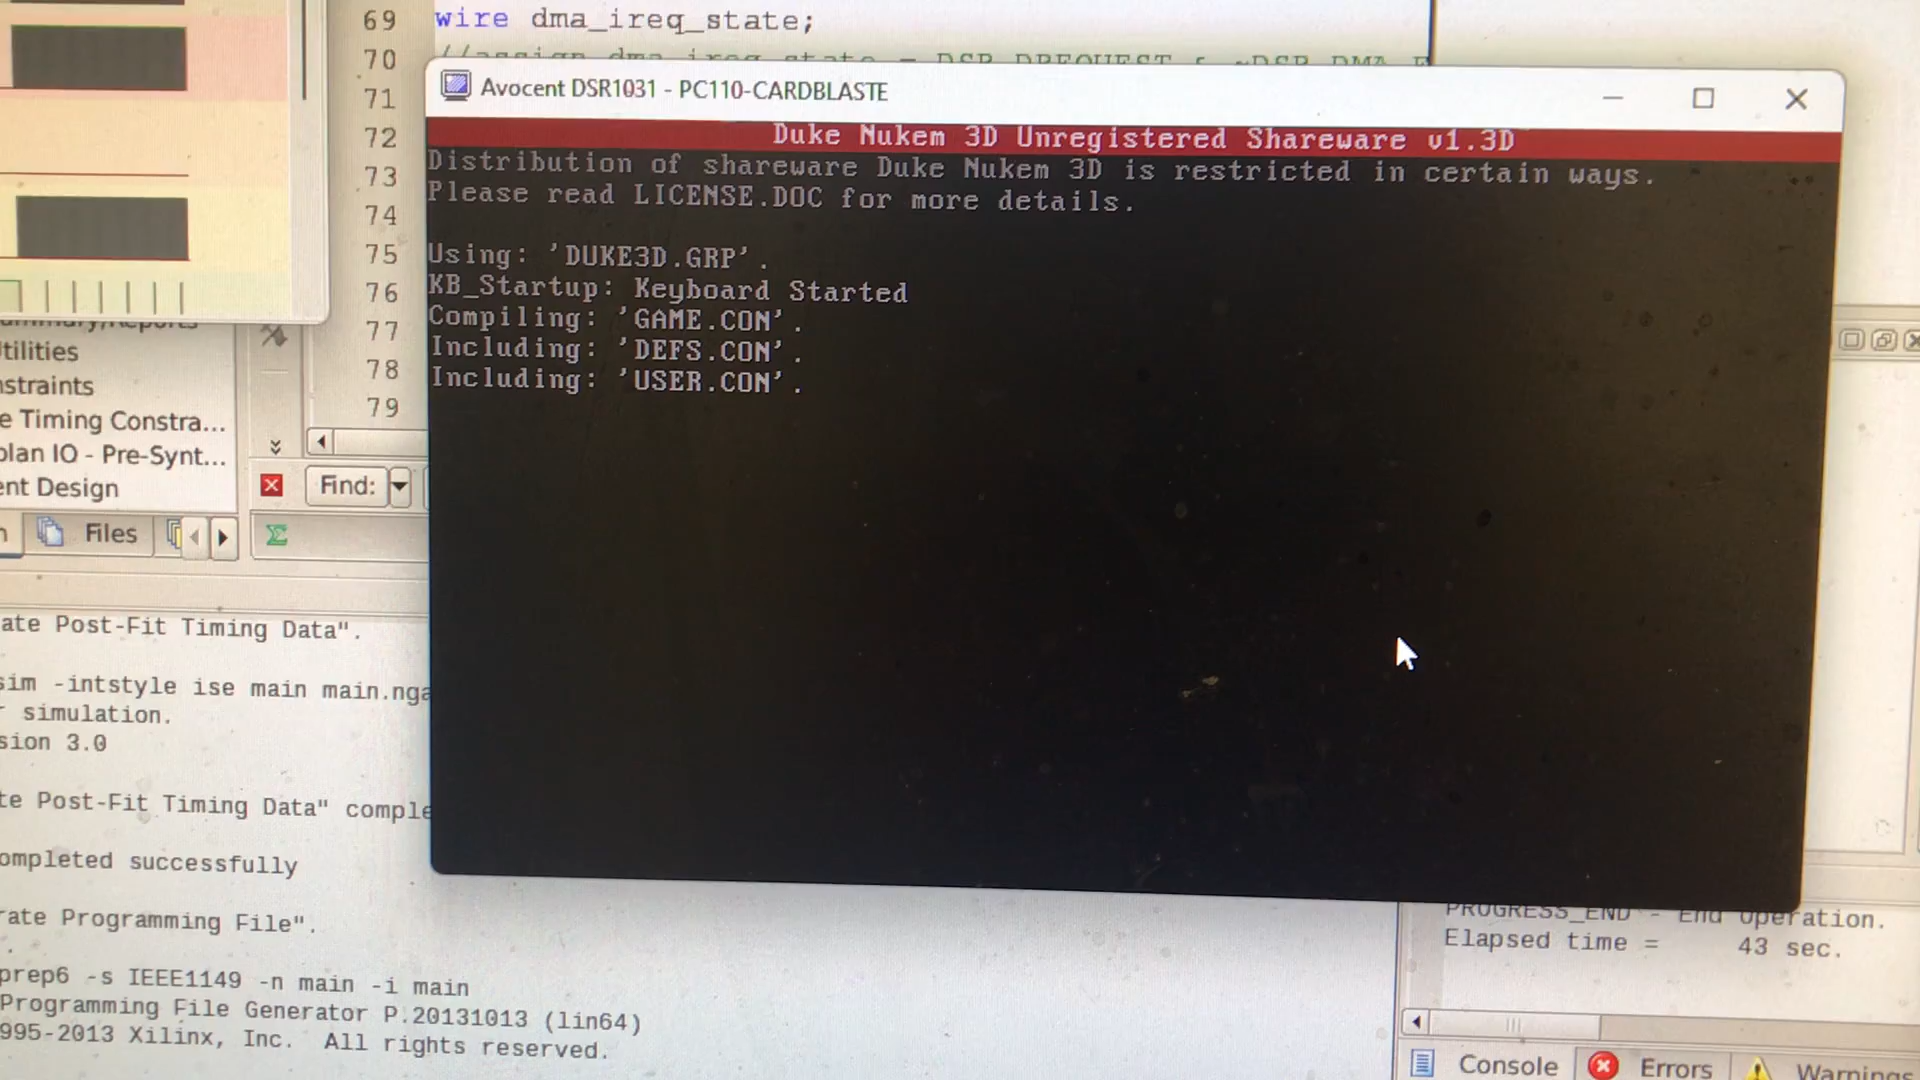 69
wire dma_ireq_state;
70
71
72
73
74
75
76
77
78
79
Avocent DSR1031 - PC110-CARDBLASTE
Duke Nukem 3D Unregistered Shareware v1.3D
Distribution of shareware Duke Nukem 3D is restricted in certain ways.
Please read LICENSE.DOC for more details.
Using: 'DUKE3D.GRP'.
KB_Startup: Keyboard Started
Compiling: 'GAME.CON'.
Including: 'DEFS.CON'.
Including: 'USER.CON'.
tilities
nstraints
e Timing Constra...
plan IO - Pre-Synt...
ent Design
Find:
Files
ate Post-Fit Timing Data".
sim -intstyle ise main main.nga
simulation.
sion 3.0
te Post-Fit Timing Data" comple
ompleted successfully
rate Programming File".
prep6 -s IEEE1149 -n main -i main
Programming File Generator P.20131013 (lin64)
995-2013 Xilinx, Inc. All rights reserved.
PROGRESS_END - End Operation.
Elapsed time = 43 sec.
Console
Errors
Warnings